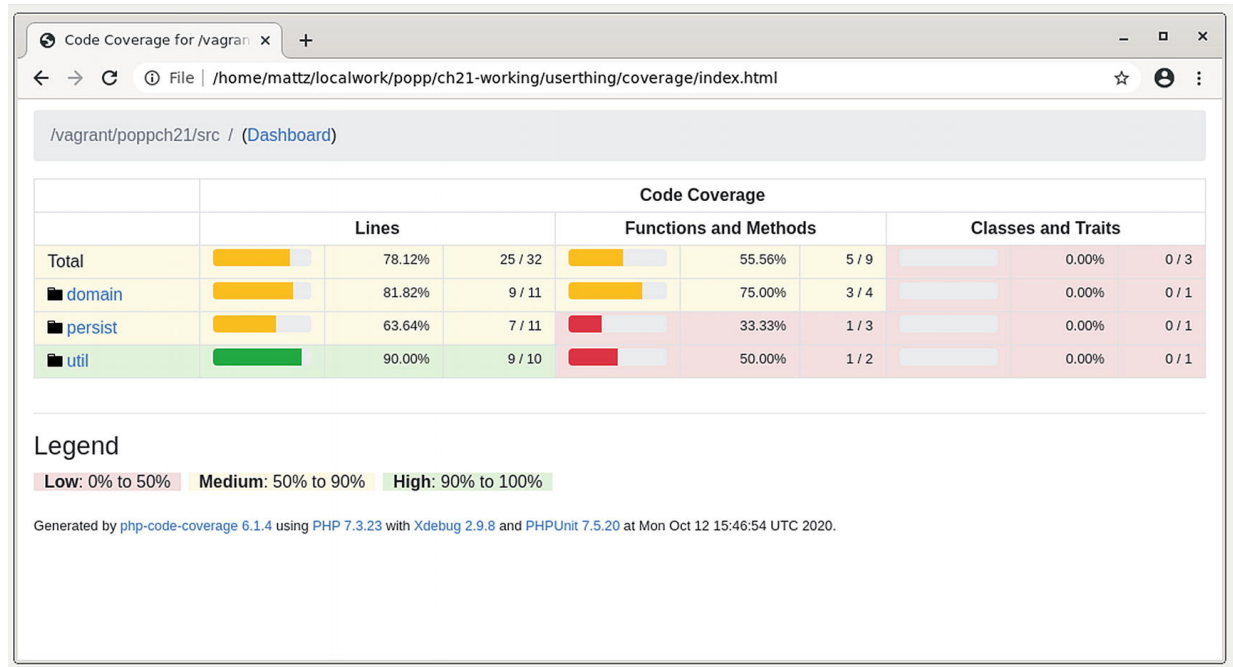 Code Coverage for /vagran
File /home/mattz/localwork/popp/ch21-working/userthing/coverage/index.html
/vagrant/poppch21/src / (Dashboard)
Code Coverage
Lines Functions and Methods Classes and Traits
Total 78.12% 25 / 32 55.56% 5 / 9 0.00% 0 / 3
domain 81.82% 9 / 11 75.00% 3 / 4 0.00% 0 / 1
persist 63.64% 7 / 11 33.33% 1 / 3 0.00% 0 / 1
util 90.00% 9 / 10 50.00% 1 / 2 0.00% 0 / 1
Legend
Low: 0% to 50% Medium: 50% to 90% High: 90% to 100%
Generated by php-code-coverage 6.1.4 using PHP 7.3.23 with Xdebug 2.9.8 and PHPUnit 7.5.20 at Mon Oct 12 15:46:54 UTC 2020.